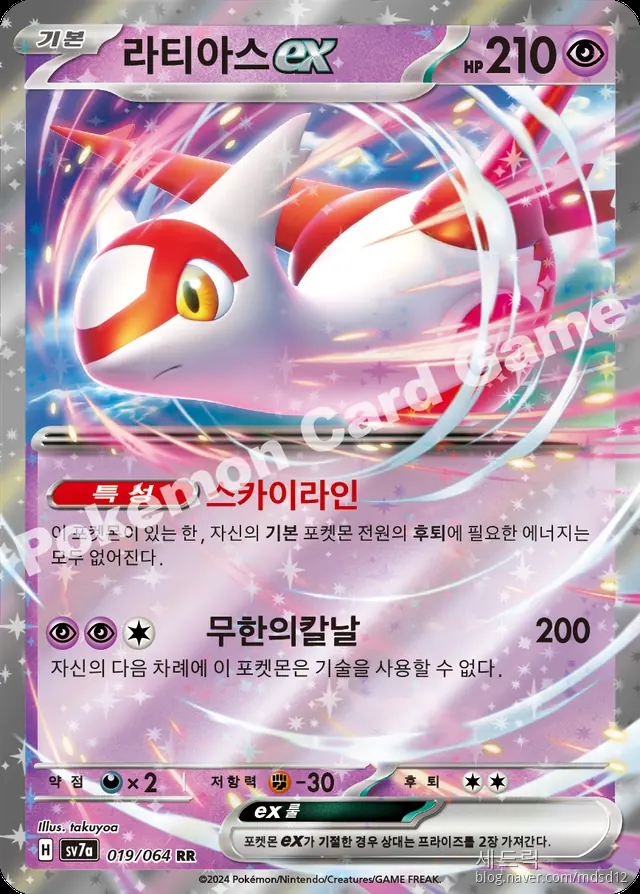 기본 라티아스ex HP210
특성 스카이라인
이 포켓몬이 있는 한, 자신의 기본 포켓몬 전원의 후퇴에 필요한 에너지는
모두 없어진다.
무한의칼날 200
자신의 다음 차례에 이 포켓몬은 기술을 사용할 수 없다.
약점 ×2 저항력 -30 후퇴
ex 룰
포켓몬 ex가 기절한 경우 상대는 프라이즈를 2장 가져간다.
Illus. takuyoa
H sv7a 019/064 RR
©2024 Pokémon/Nintendo/Creatures/GAME FREAK.
Pokémon Card Game
세드릭
blog.naver.com/mdsd12